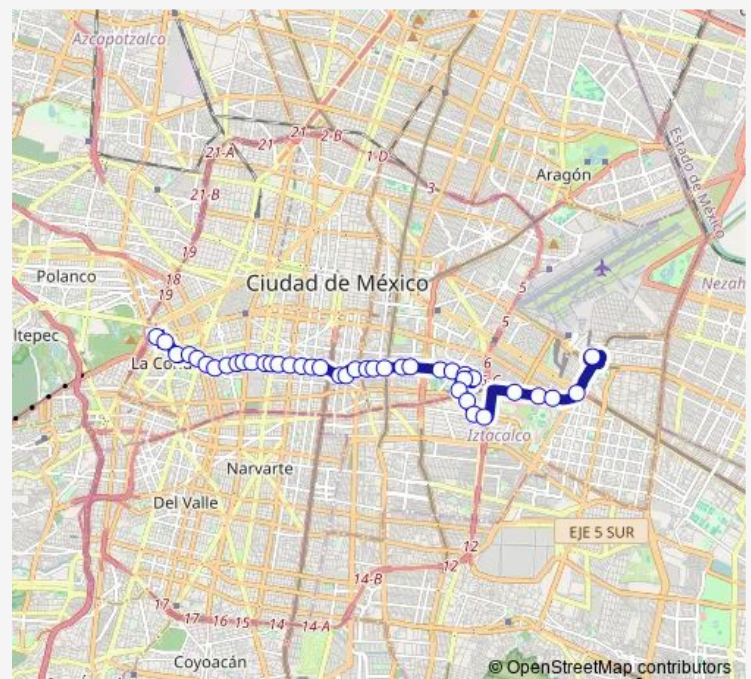 Azcapotzalco
21
21
2-B
21-A
1-D
3
21-B
Aragón
Estado de México
19
Polanco
18
19
Ciudad de México
5
Nezah
5
ltepec
La Cond
6
Iztacalco
Narvarte
Del Valle
EJE 5 SUR
12
12
14-B
17
17
16
15
14
14-A
Coyoacán
© OpenStreetMap contributors